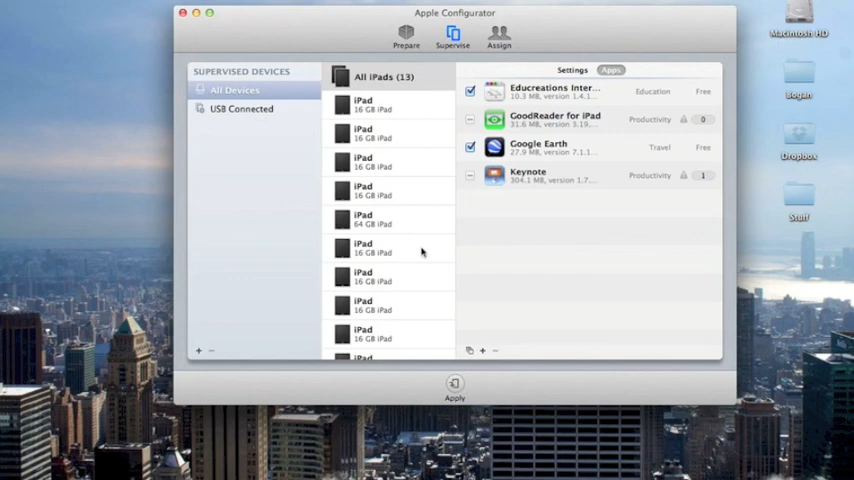 Apple Configurator
Prepare
Supervise
Assign
Macintosh HD
Bogan
Dropbox
Stuff
SUPERVISED DEVICES
All Devices
USB Connected
All iPads (13)
iPad
16 GB iPad
iPad
16 GB iPad
iPad
16 GB iPad
iPad
16 GB iPad
iPad
64 GB iPad
iPad
16 GB iPad
iPad
16 GB iPad
iPad
16 GB iPad
iPad
16 GB iPad
iPad
Settings
Apps
Educreations Inter...
10.3 MB, version 1.4.1...
Education
Free
GoodReader for iPad
31.6 MB, version 3.19....
Productivity
0
Google Earth
27.9 MB, version 7.1.1...
Travel
Free
Keynote
304.1 MB, version 1.7....
Productivity
1
Apply